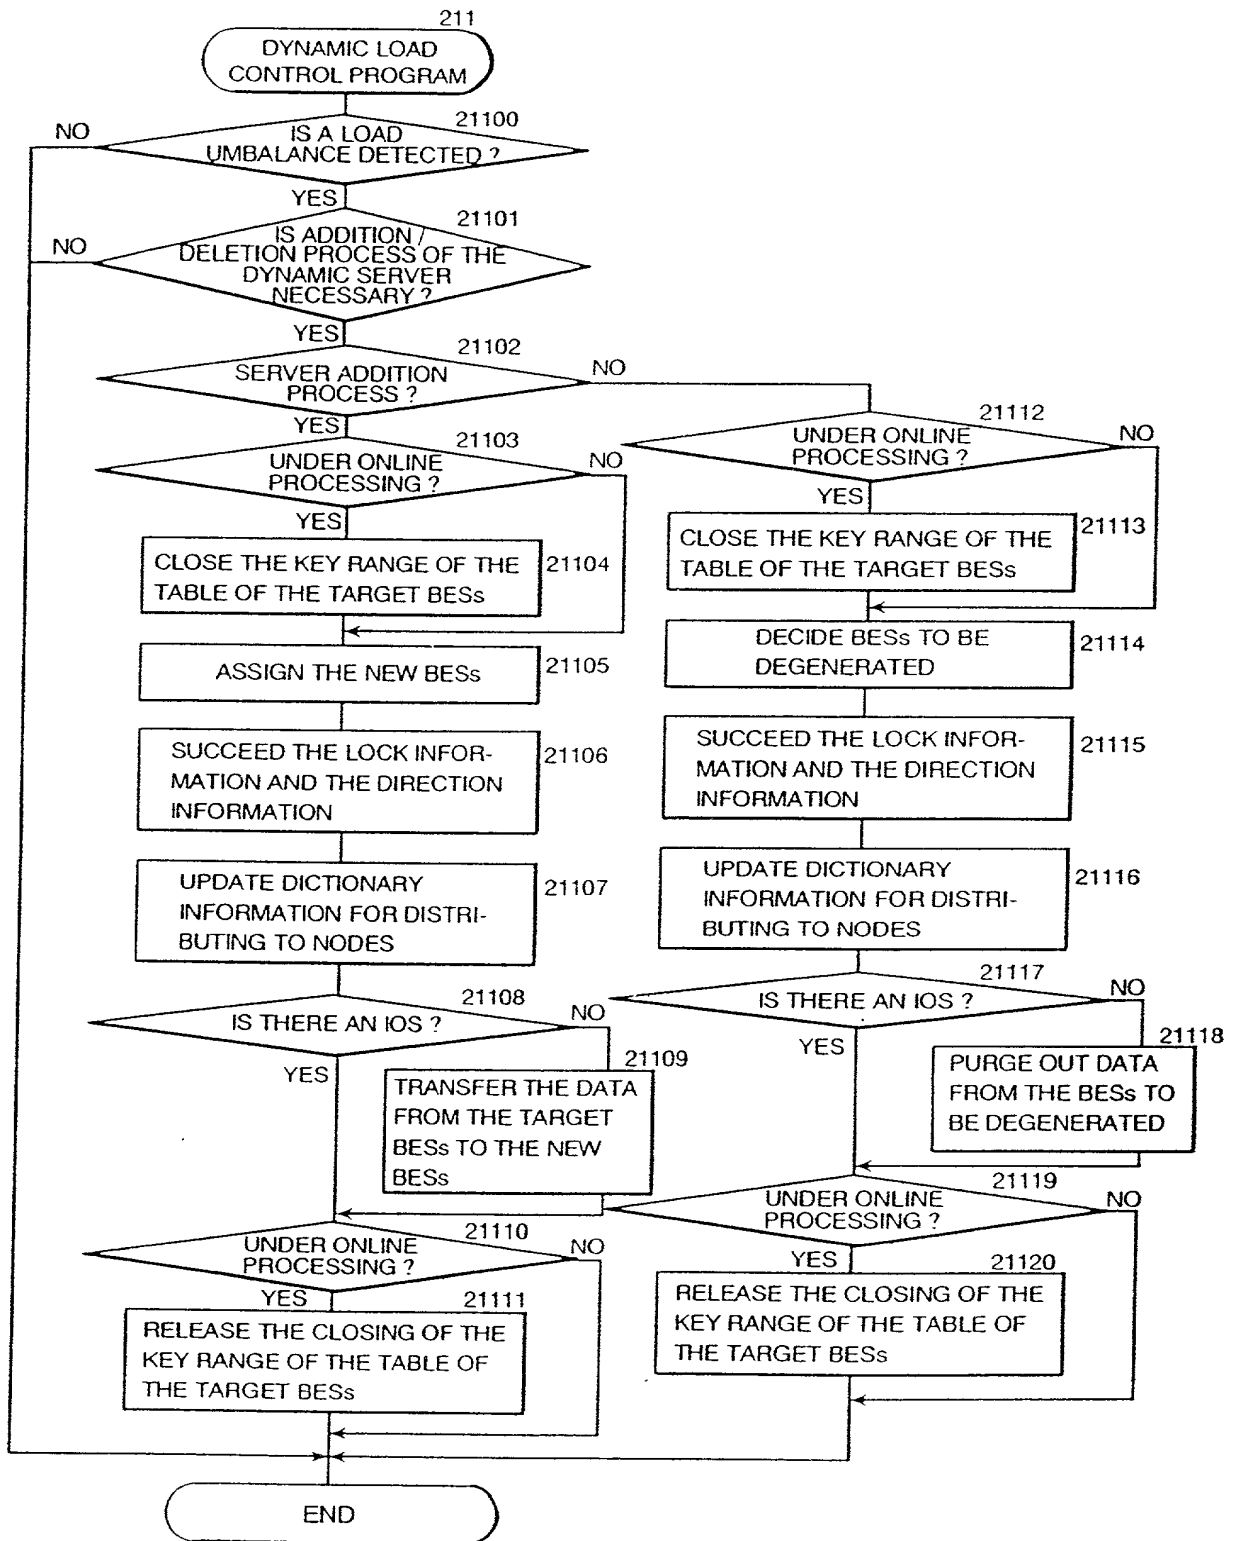 211
DYNAMIC LOAD
CONTROL PROGRAM
21100
NO
IS A LOAD
UMBALANCE DETECTED ?
YES
21101
NO
IS ADDITION /
DELETION PROCESS OF THE
DYNAMIC SERVER
NECESSARY ?
YES
21102
SERVER ADDITION
PROCESS ?
NO
YES
21103
UNDER ONLINE
PROCESSING ?
NO
YES
CLOSE THE KEY RANGE OF THE
TABLE OF THE TARGET BESs
21104
ASSIGN THE NEW BESs
21105
SUCCEED THE LOCK INFOR-
MATION AND THE DIRECTION
INFORMATION
21106
UPDATE DICTIONARY
INFORMATION FOR DISTRI-
BUTING TO NODES
21107
21108
IS THERE AN IOS ?
NO
YES
21109
TRANSFER THE DATA
FROM THE TARGET
BESs TO THE NEW
BESs
21110
UNDER ONLINE
PROCESSING ?
NO
YES
21111
RELEASE THE CLOSING OF THE
KEY RANGE OF THE TABLE OF
THE TARGET BESs
21112
UNDER ONLINE
PROCESSING ?
NO
YES
21113
CLOSE THE KEY RANGE OF THE
TABLE OF THE TARGET BESs
DECIDE BESs TO BE
DEGENERATED
21114
SUCCEED THE LOCK INFOR-
MATION AND THE DIRECTION
INFORMATION
21115
UPDATE DICTIONARY
INFORMATION FOR DISTRI-
BUTING TO NODES
21116
21117
IS THERE AN IOS ?
NO
YES
21118
PURGE OUT DATA
FROM THE BESs TO
BE DEGENERATED
21119
UNDER ONLINE
PROCESSING ?
NO
YES
21120
RELEASE THE CLOSING OF THE
KEY RANGE OF THE TABLE OF
THE TARGET BESs
END